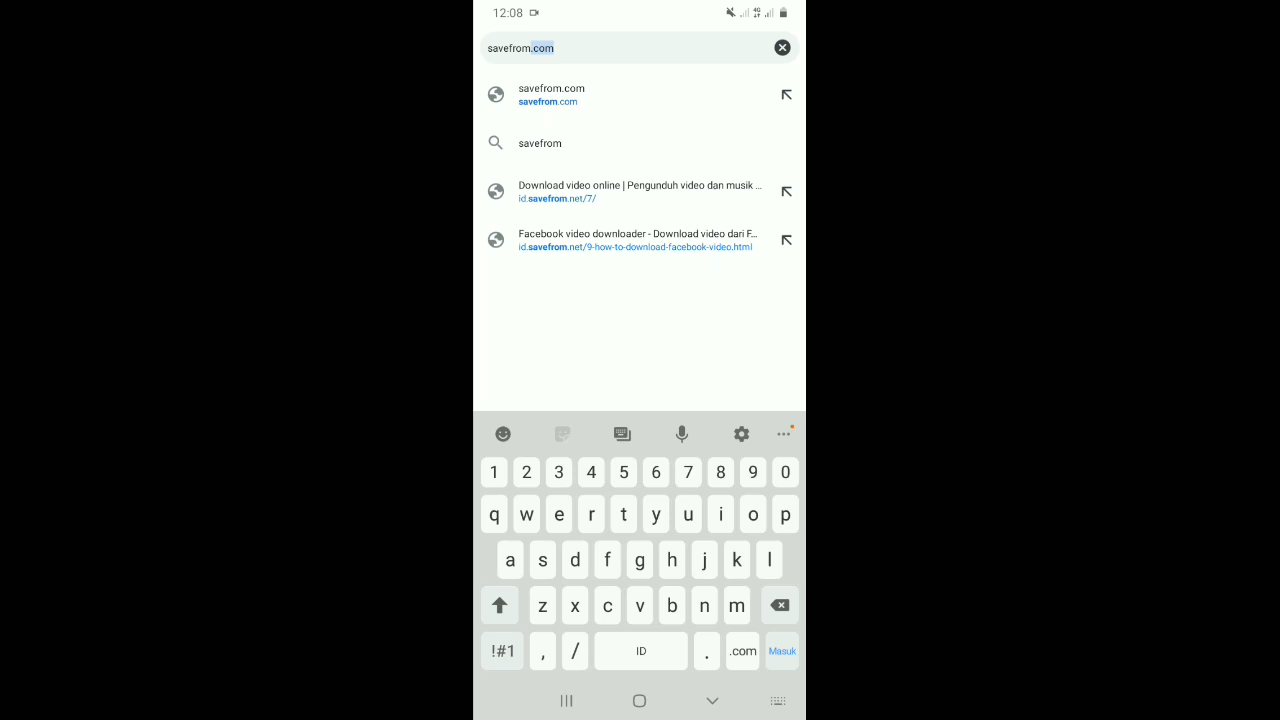 12:08
4G
savefrom.com
savefrom.com
savefrom.com
savefrom
Download video online | Pengunduh video dan musik ...
id.savefrom.net/7/
Facebook video downloader - Download video dari F...
id.savefrom.net/9-how-to-download-facebook-video.html
1 2 3 4 5 6 7 8 9 0
q w e r t y u i o p
a s d f g h j k l
z x c v b n m
!#1 , / ID . .com Masuk